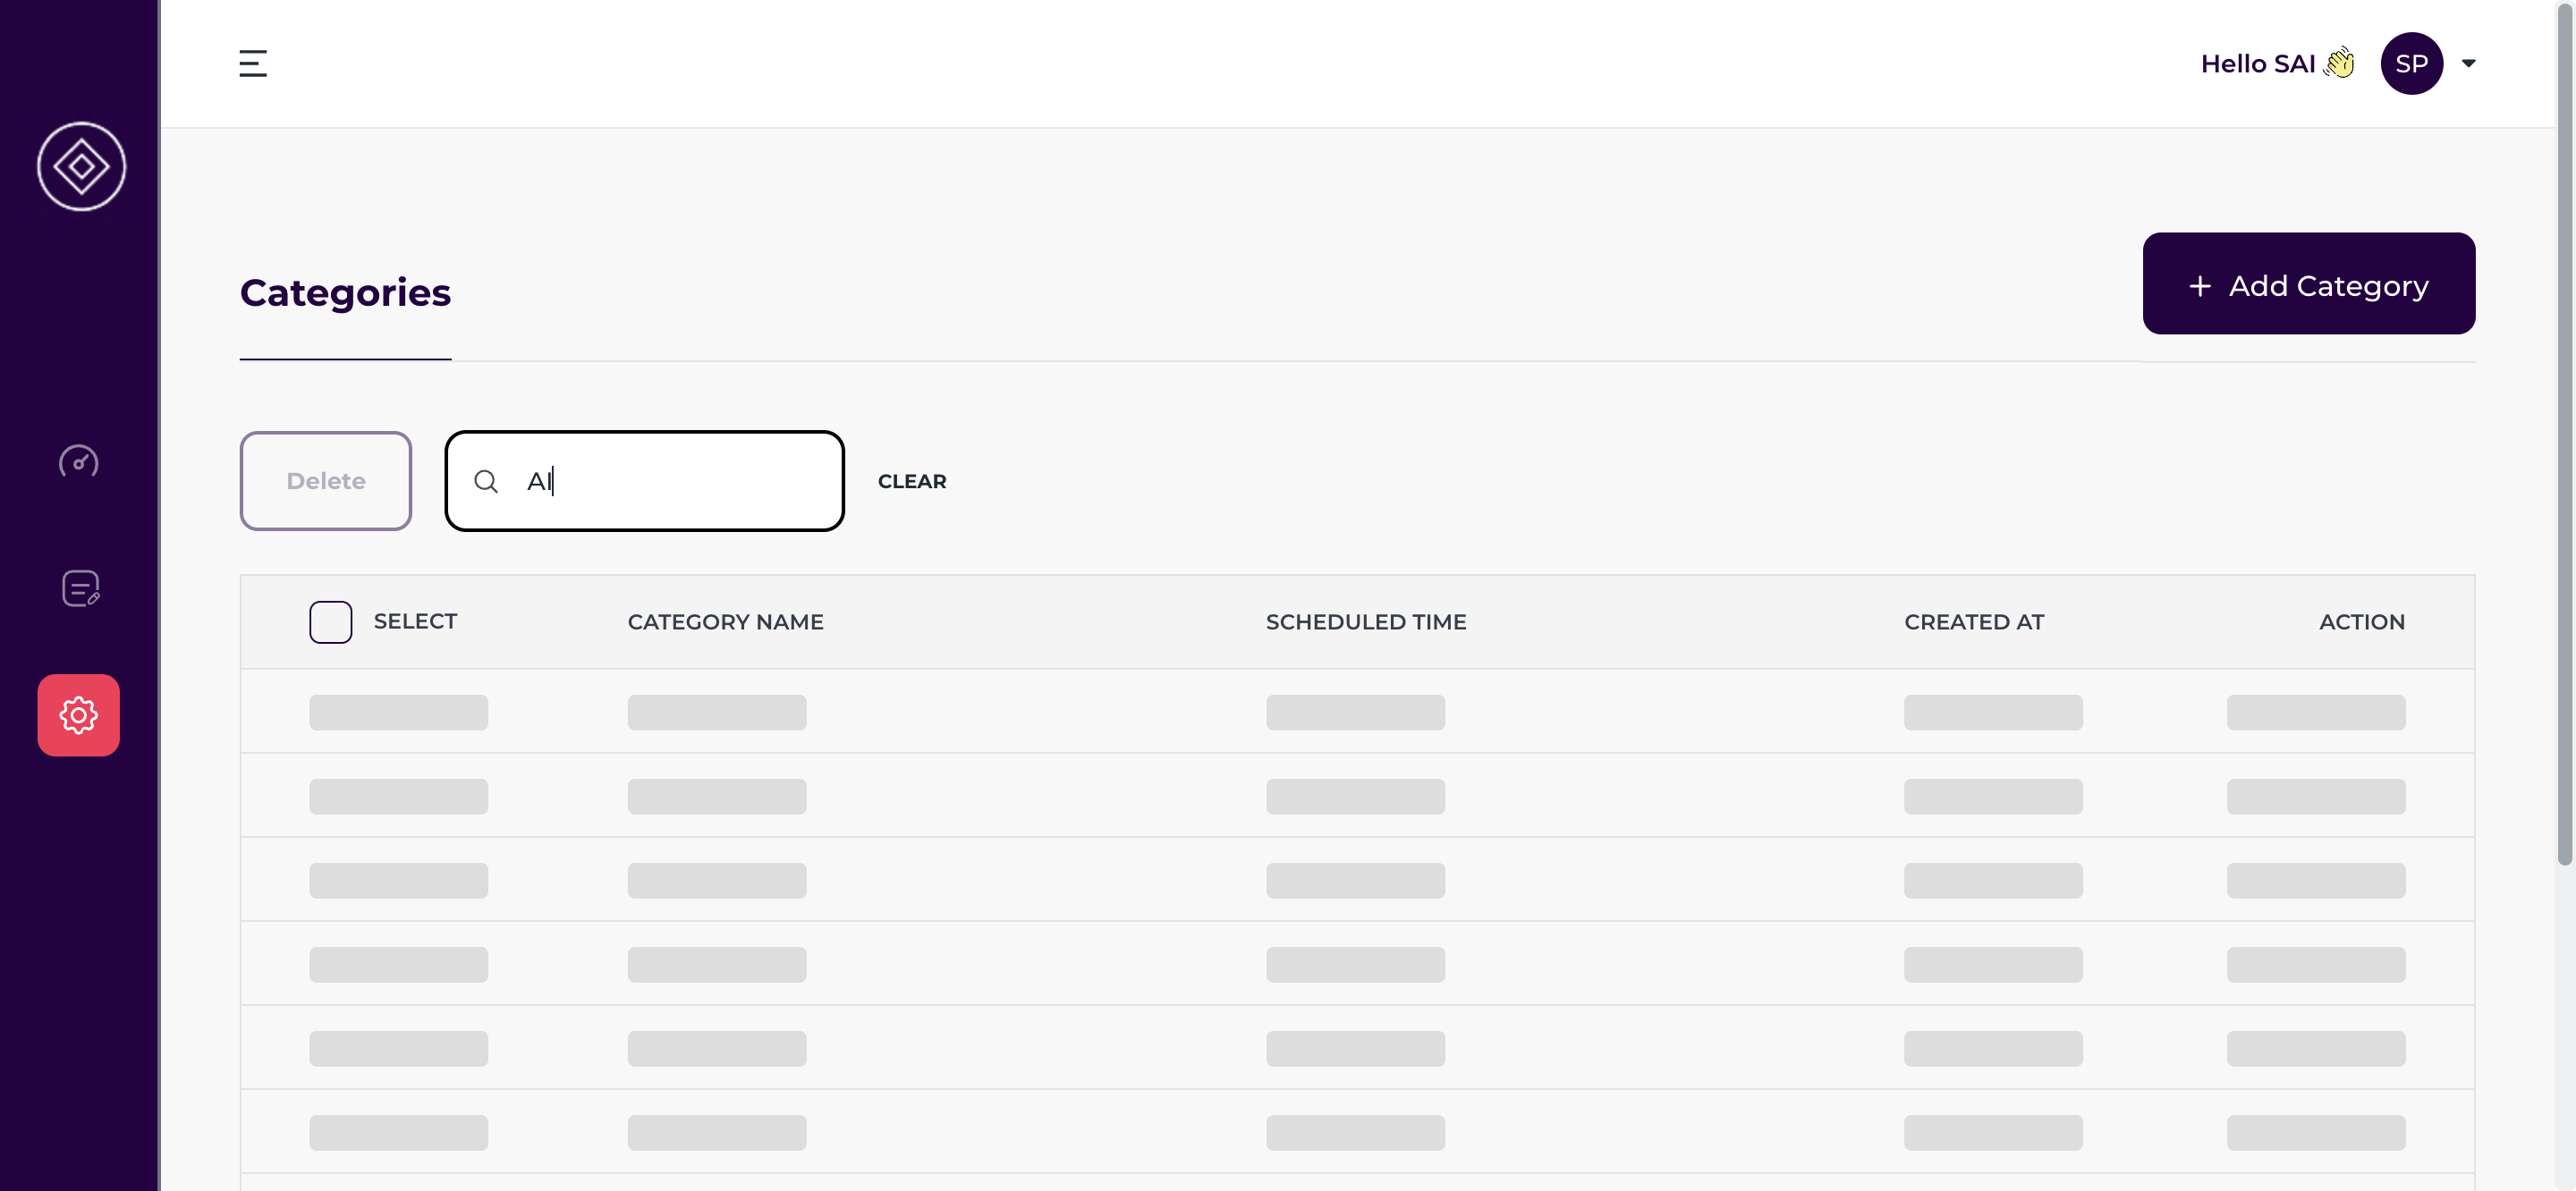 Hello SAI 👋 SP
Categories
+ Add Category
Delete
AI
CLEAR
SELECT CATEGORY NAME SCHEDULED TIME CREATED AT ACTION